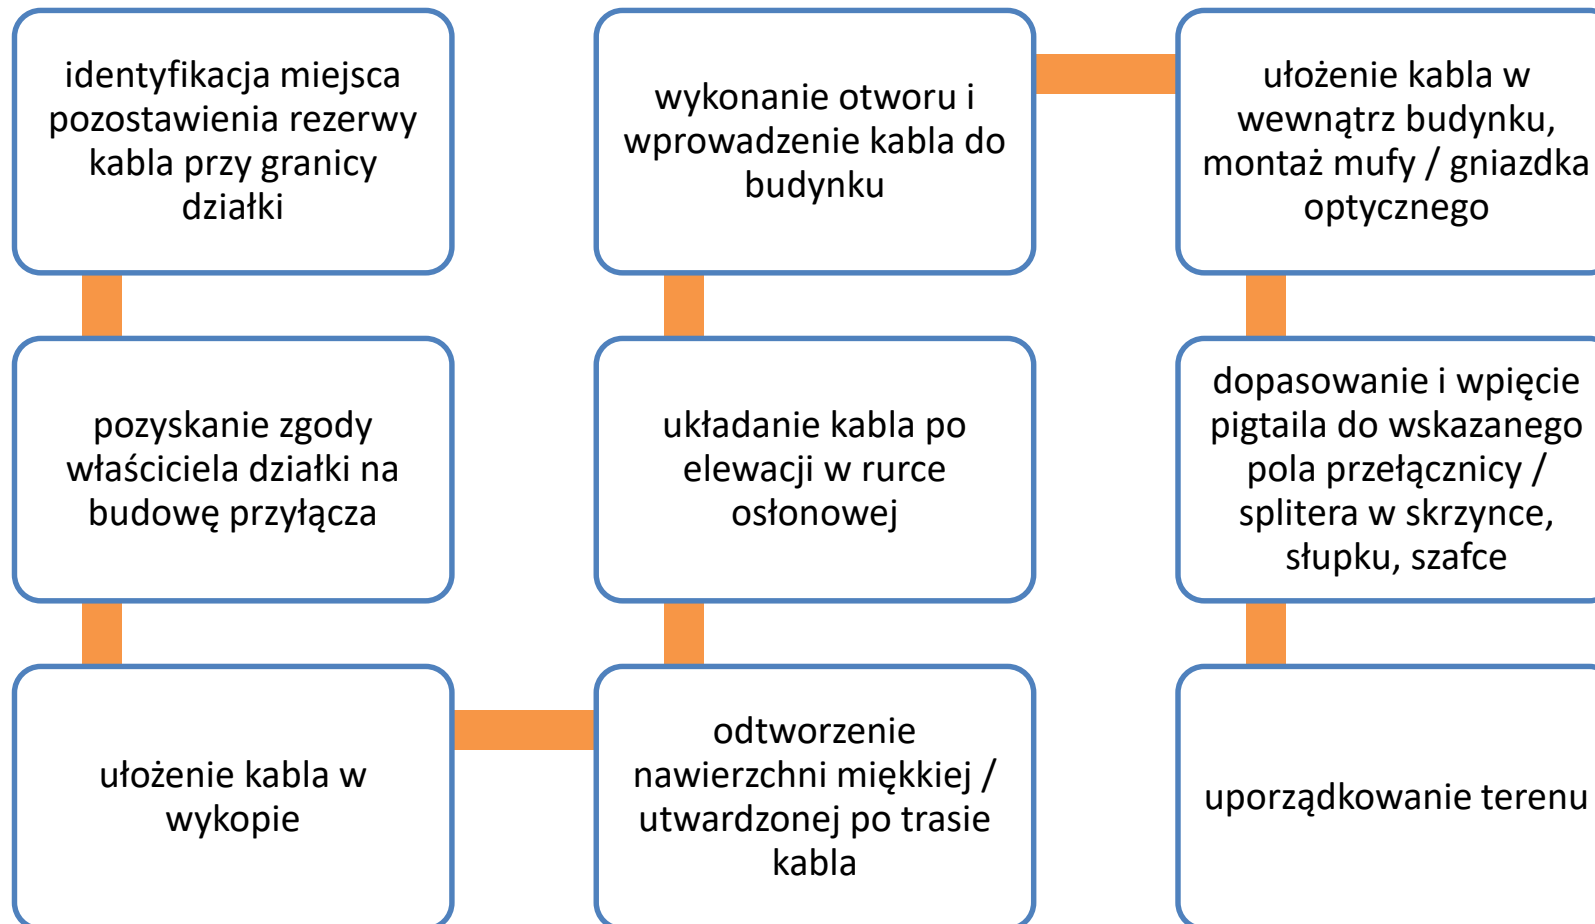 identyfikacja miejsca
pozostawienia rezerwy
kabla przy granicy
działki
pozyskanie zgody
właściciela działki na
budowę przyłącza
ułożenie kabla w
wykopie
odtworzenie
nawierzchni miękkiej /
utwardzonej po trasie
kabla
układanie kabla po
elewacji w rurce
osłonowej
wykonanie otworu i
wprowadzenie kabla do
budynku
ułożenie kabla w
wewnątrz budynku,
montaż mufy / gniazdka
optycznego
dopasowanie i wpięcie
pigtaila do wskazanego
pola przełącznicy /
splitera w skrzynce,
słupku, szafce
uporządkowanie terenu